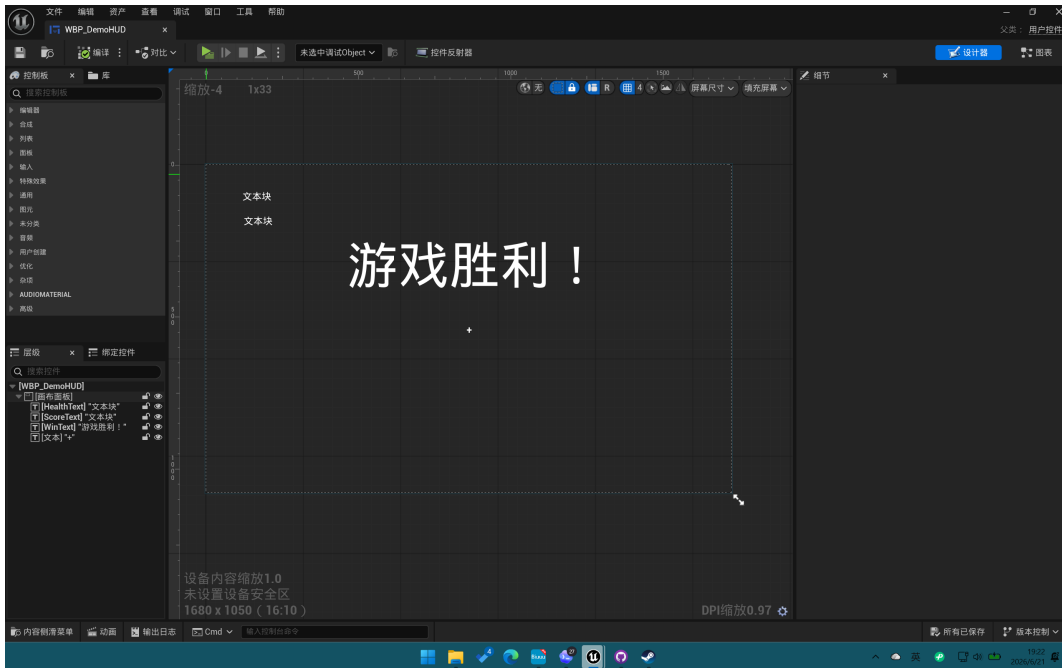 文件 编辑 资产 查看 调试 窗口 工具 帮助
WBP_DemoHUD ×
父类： 用户控件
编译 对比 未选中调试Object 控件反射器 设计器 图表
控制板 × 库
搜索控制板
编辑器
合成
列表
面板
输入
特殊效果
通用
图元
未分类
音频
用户创建
优化
杂项
AUDIOMATERIAL
高级
层级 × 绑定控件
搜索控件
[WBP_DemoHUD]
[画布面板]
[HealthText] "文本块"
[ScoreText] "文本块"
[WinText] "游戏胜利！"
[文本] "+"
0 500 1000 1500
缩放-4 1x33
无 R 4 屏幕尺寸 填充屏幕
0
500
1000
文本块
文本块
游戏胜利！
+
设备内容缩放1.0
未设置设备安全区
1680 x 1050（16:10）
DPI缩放0.97
细节 ×
内容侧滑菜单 动画 输出日志 Cmd 输入控制台命令 所有已保存 版本控制
英
19:22
2026/6/21